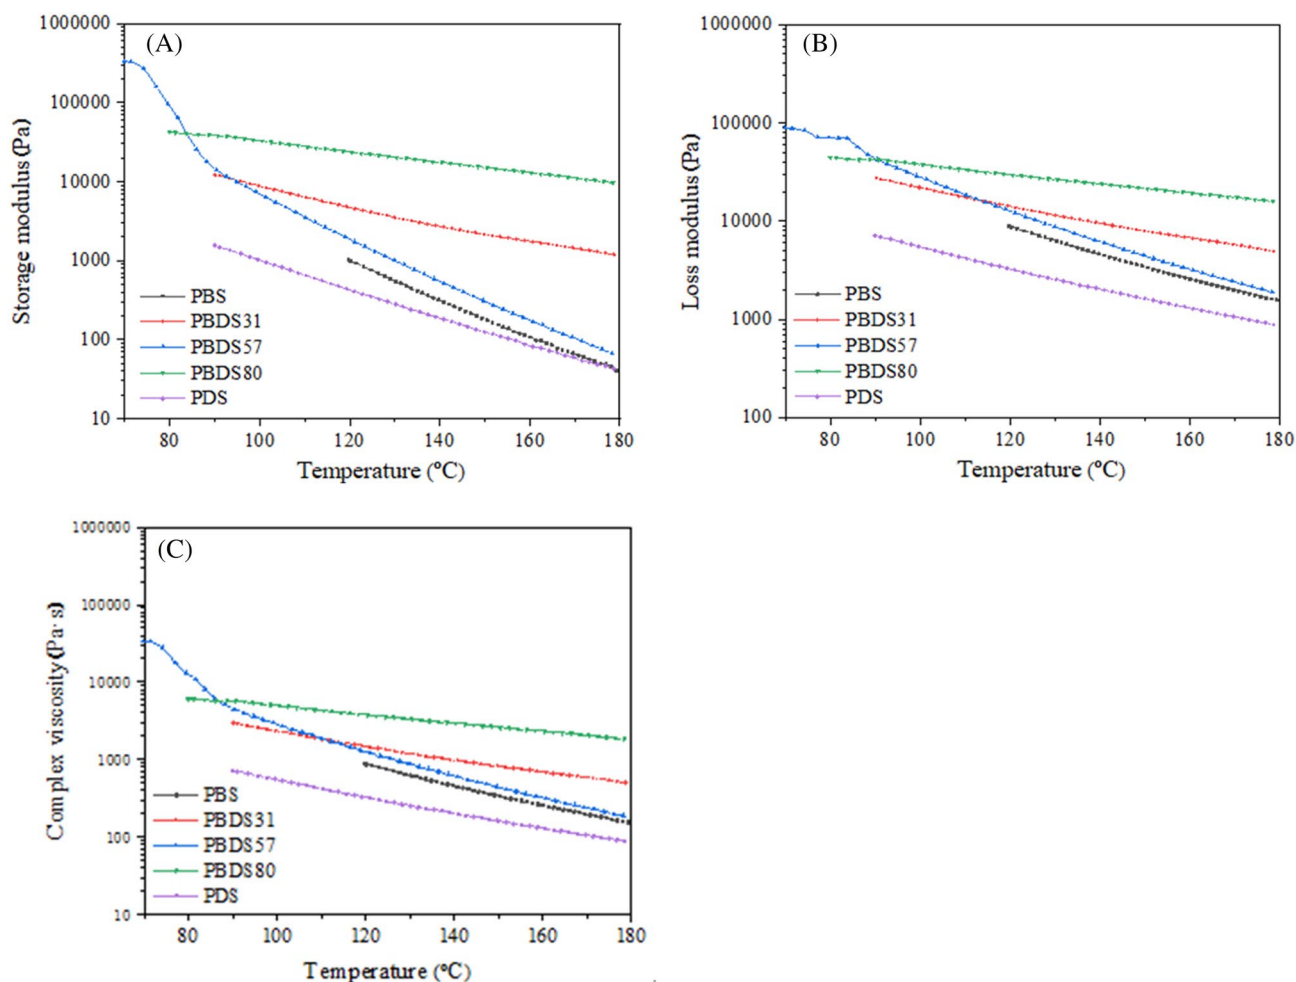 (A)
Storage modulus (Pa)
1000000
100000
10000
1000
100
10
PBS
PBDS31
PBDS57
PBDS80
PDS
80 100 120 140 160 180
Temperature (ºC)
(B)
Loss modulus (Pa)
1000000
100000
10000
1000
100
PBS
PBDS31
PBDS57
PBDS80
PDS
80 100 120 140 160 180
Temperature (ºC)
(C)
Complex viscosity (Pa· s)
1000000
100000
10000
1000
100
10
PBS
PBDS31
PBDS57
PBDS80
PDS
80 100 120 140 160 180
Temperature (ºC)